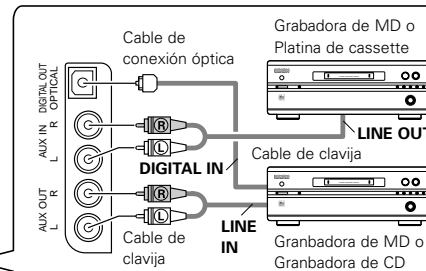 Cable de
conexión óptica
Grabadora de MD o
Platina de cassette
DIGITAL OUT
OPTICAL
AUX IN
R
L
AUX OUT
R
L
R
L
R
L
LINE OUT
DIGITAL IN
Cable de clavija
LINE
IN
Cable de
clavija
Granbadora de MD o
Granbadora de CD